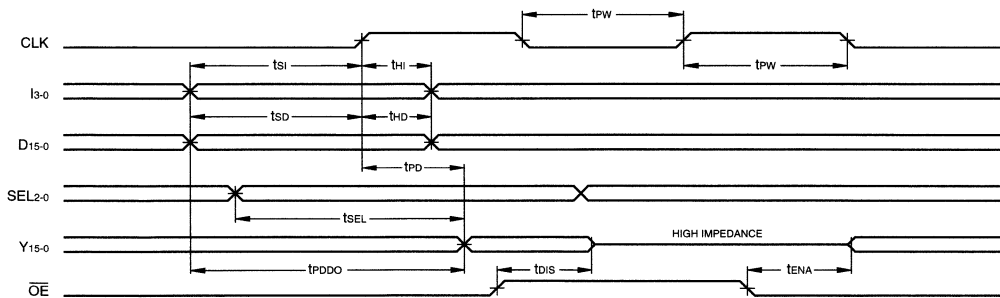 tPW
CLK
tSI
tHI
tPW
I3-0
tSD
tHD
D15-0
tPD
SEL2-0
tSEL
Y15-0
HIGH IMPEDANCE
tPDDO
tDIS
tENA
OE